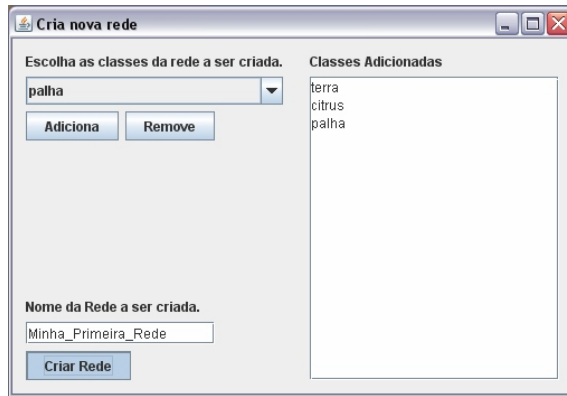 Cria nova rede
Escolha as classes da rede a ser criada.
palha
Adiciona
Remove
Nome da Rede a ser criada.
Minha_Primeira_Rede
Criar Rede
Classes Adicionadas
terra
citrus
palha